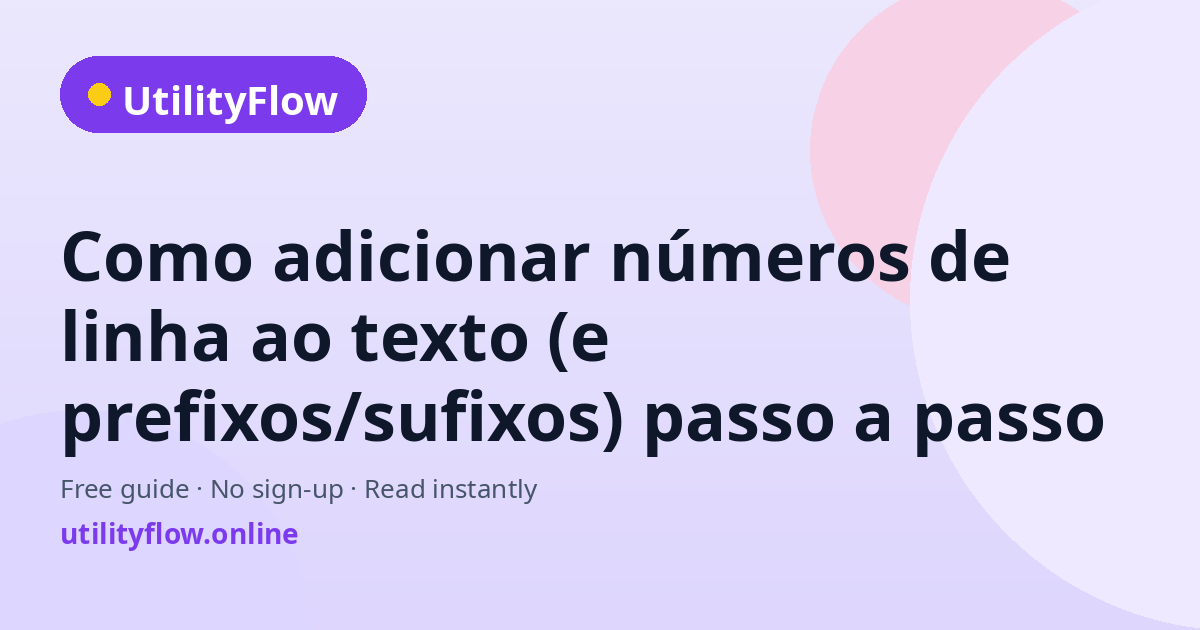 UtilityFlow
Como adicionar números de
linha ao texto (e
prefixos/sufixos) passo a passo
Free guide · No sign-up · Read instantly
utilityflow.online